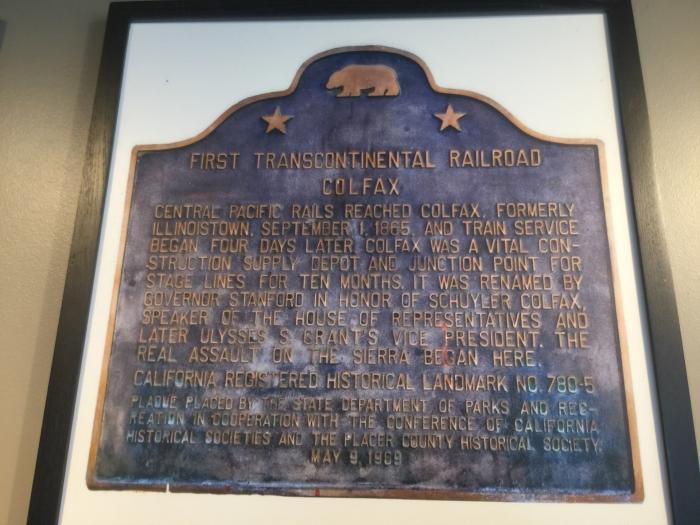 FIRST TRANSCONTINENTAL RAILROAD
COLFAX
CENTRAL PACIFIC RAILS REACHED COLFAX, FORMERLY
ILLINOISTOWN, SEPTEMBER 1, 1865, AND TRAIN SERVICE
BEGAN FOUR DAYS LATER. COLFAX WAS A VITAL CON-
STRUCTION SUPPLY DEPOT AND JUNCTION POINT FOR
STAGE LINES FOR TEN MONTHS. IT WAS RENAMED BY
GOVERNOR STANFORD IN HONOR OF SCHUYLER COLFAX,
SPEAKER OF THE HOUSE OF REPRESENTATIVES AND
LATER ULYSSES S. GRANT'S VICE PRESIDENT. THE
REAL ASSAULT ON THE SIERRA BEGAN HERE.
CALIFORNIA REGISTERED HISTORICAL LANDMARK NO. 780-5
PLAQUE PLACED BY THE STATE DEPARTMENT OF PARKS AND REC-
REATION IN COOPERATION WITH THE CONFERENCE OF CALIFORNIA
HISTORICAL SOCIETIES AND THE PLACER COUNTY HISTORICAL SOCIETY,
MAY 9, 1969